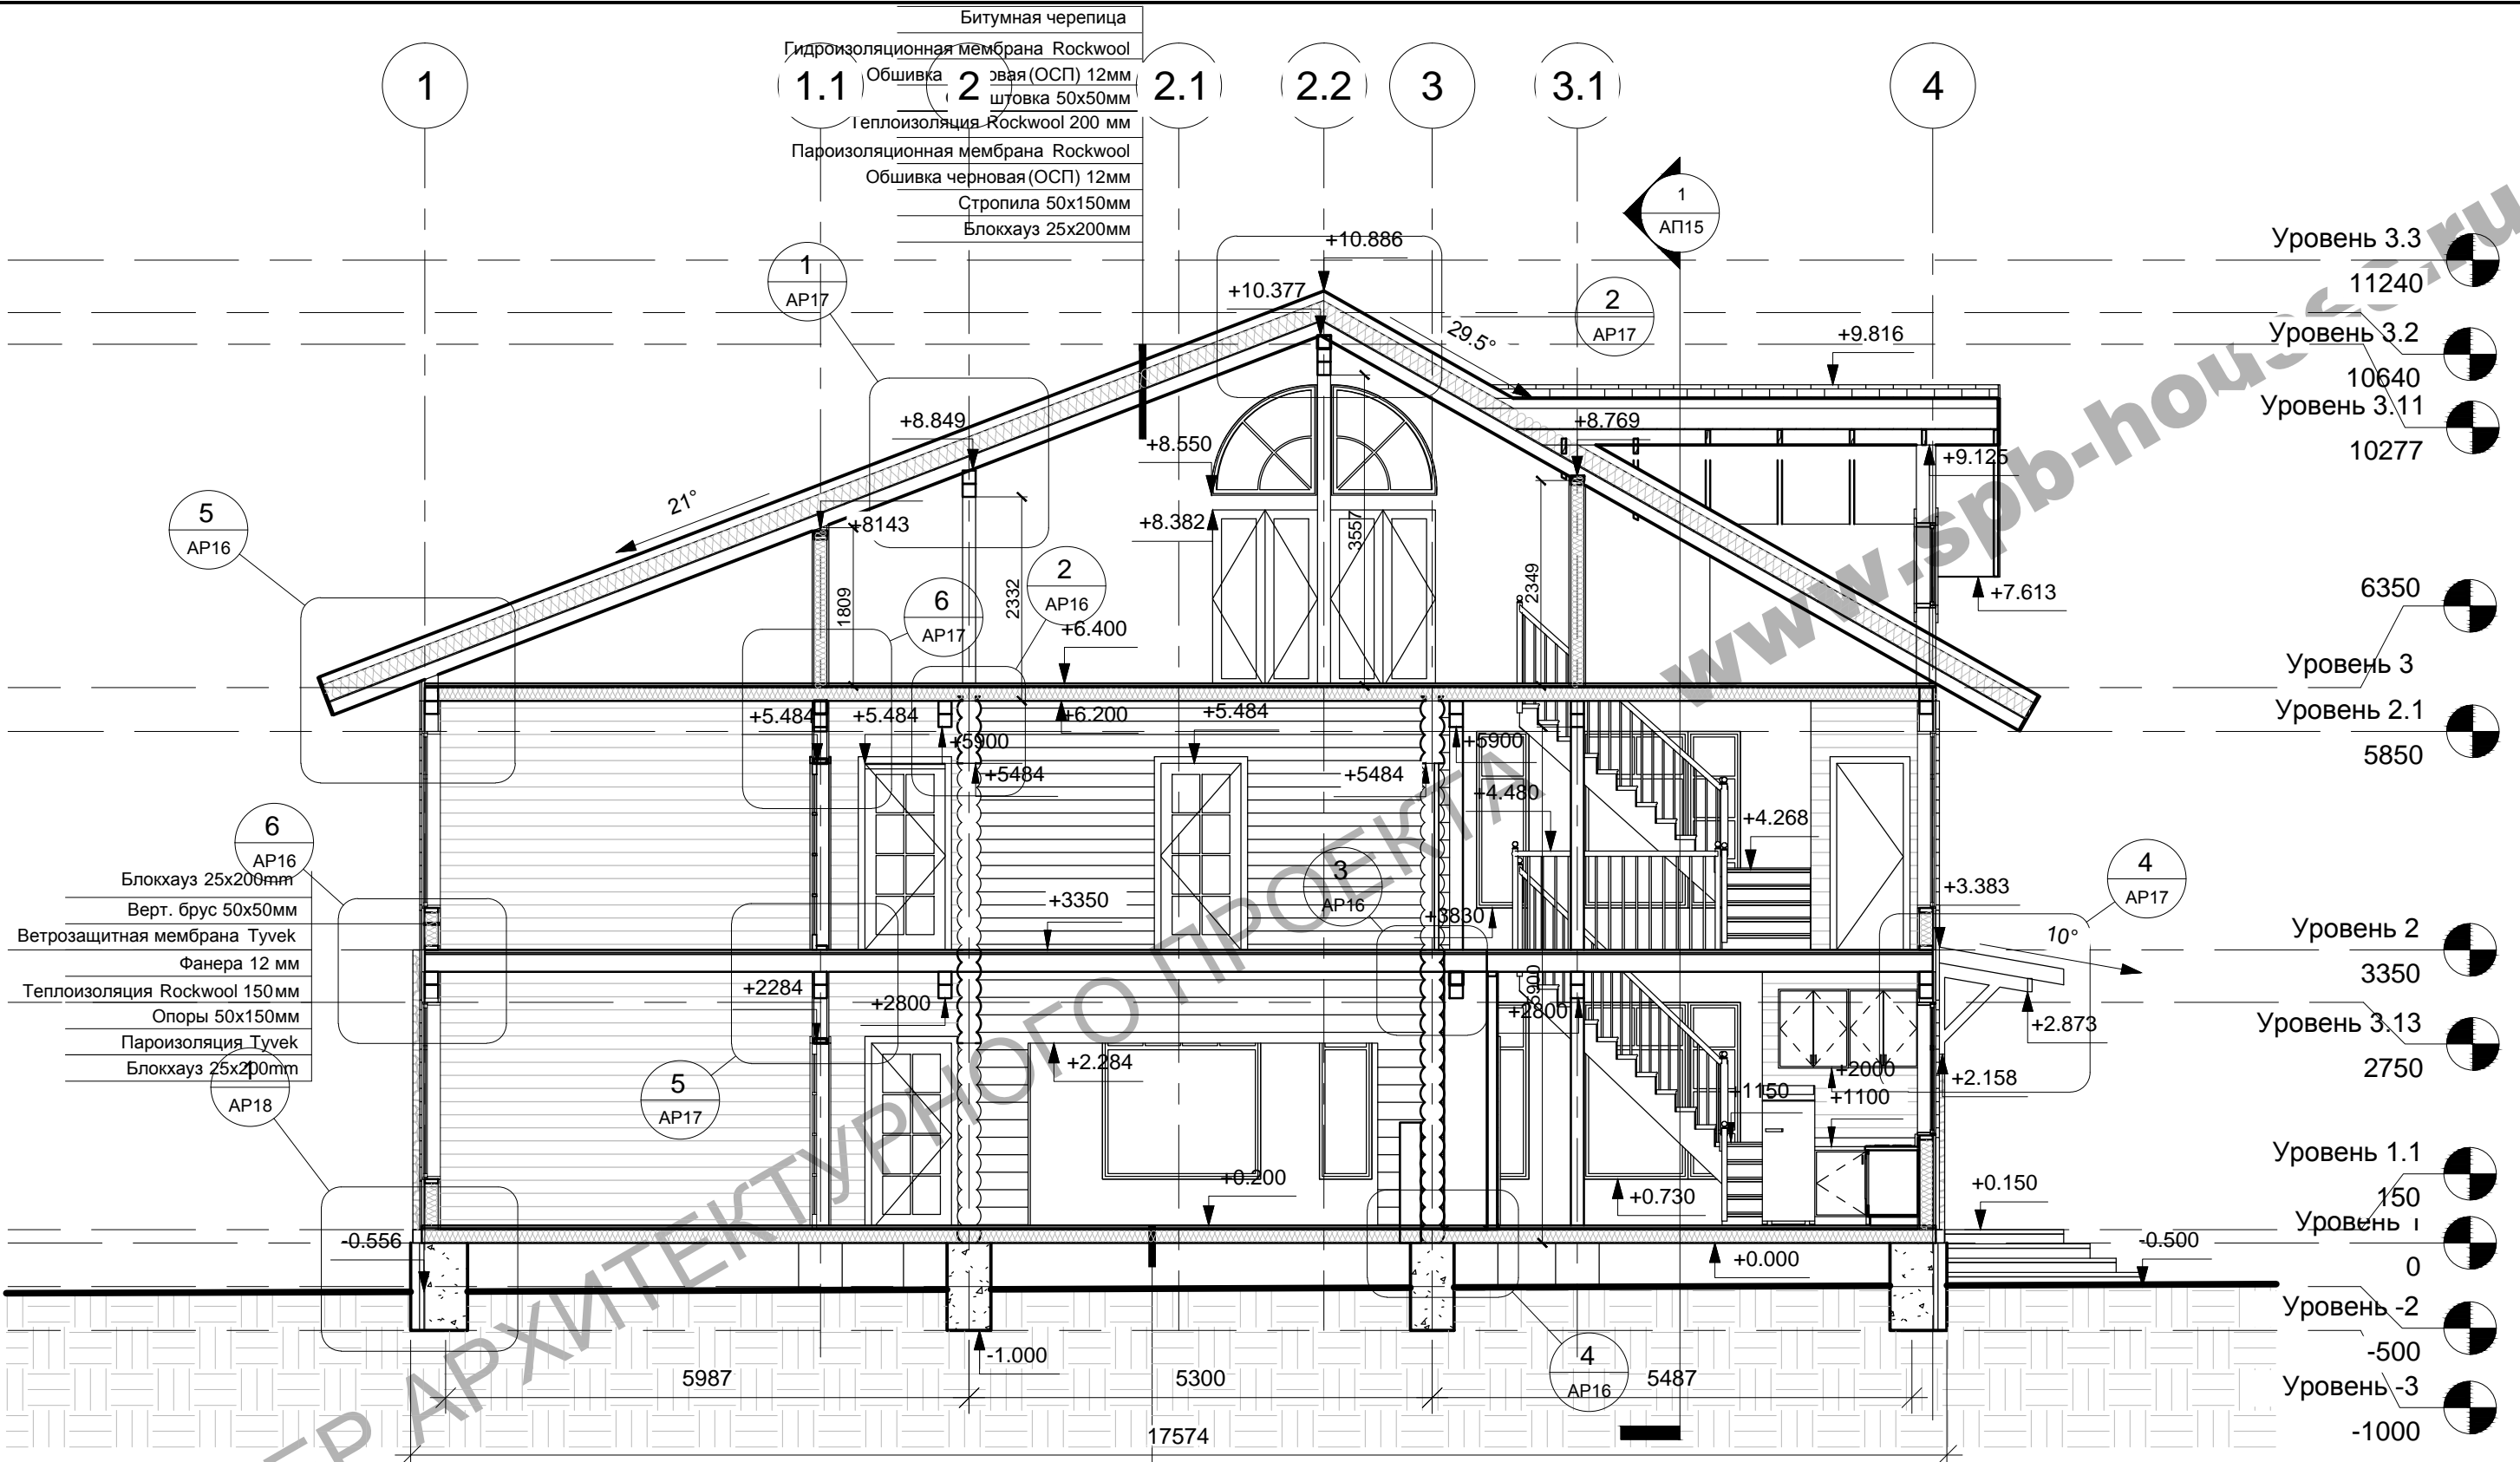 Битумная черепица
Гидроизоляционная мембрана Rockwool
Обшивка овая (ОСП) 12мм
штовка 50х50мм
Теплоизоляция Rockwool 200 мм
Пароизоляционная мембрана Rockwool
Обшивка черновая (ОСП) 12мм
Стропила 50х150мм
Блокхауз 25х200мм
1
1.1
2
2.1
2.2
3
3.1
4
1
АП15
1
АР17
2
АР17
5
АР16
6
АР17
2
АР16
6
АР16
3
АР16
4
АР17
5
АР17
1
АР18
4
АР16
+10.886
+10.377
29.5°
+9.816
+8.849
+8.550
+8.769
+9.125
21°
+8143
+8.382
3557
2349
+7.613
1809
2332
+6.400
+5.484
+5.484
+6.200
+5.484
+5900
+5900
+5484
+5484
+4.480
+4.268
+3350
+3830
+3.383
10°
+2284
+2800
5900
+2800
+2.873
+2.284
+2000
+2.158
+1150
+1100
+0.200
+0.730
+0.150
-0.556
+0.000
-0.500
-1.000
5987
5300
5487
17574
Блокхауз 25х200mm
Верт. брус 50х50мм
Ветрозащитная мембрана Tyvek
Фанера 12 мм
Теплоизоляция Rockwool 150мм
Опоры 50х150мм
Пароизоляция Tyvek
Блокхауз 25х200mm
Уровень 3.3
11240
Уровень 3.2
10640
Уровень 3.11
10277
6350
Уровень 3
Уровень 2.1
5850
Уровень 2
3350
Уровень 3.13
2750
Уровень 1.1
150
Уровень 1
0
Уровень -2
-500
Уровень -3
-1000
ЕР АРХИТЕКТУРНОГО ПРОЕКТА
www.spb-house.ru